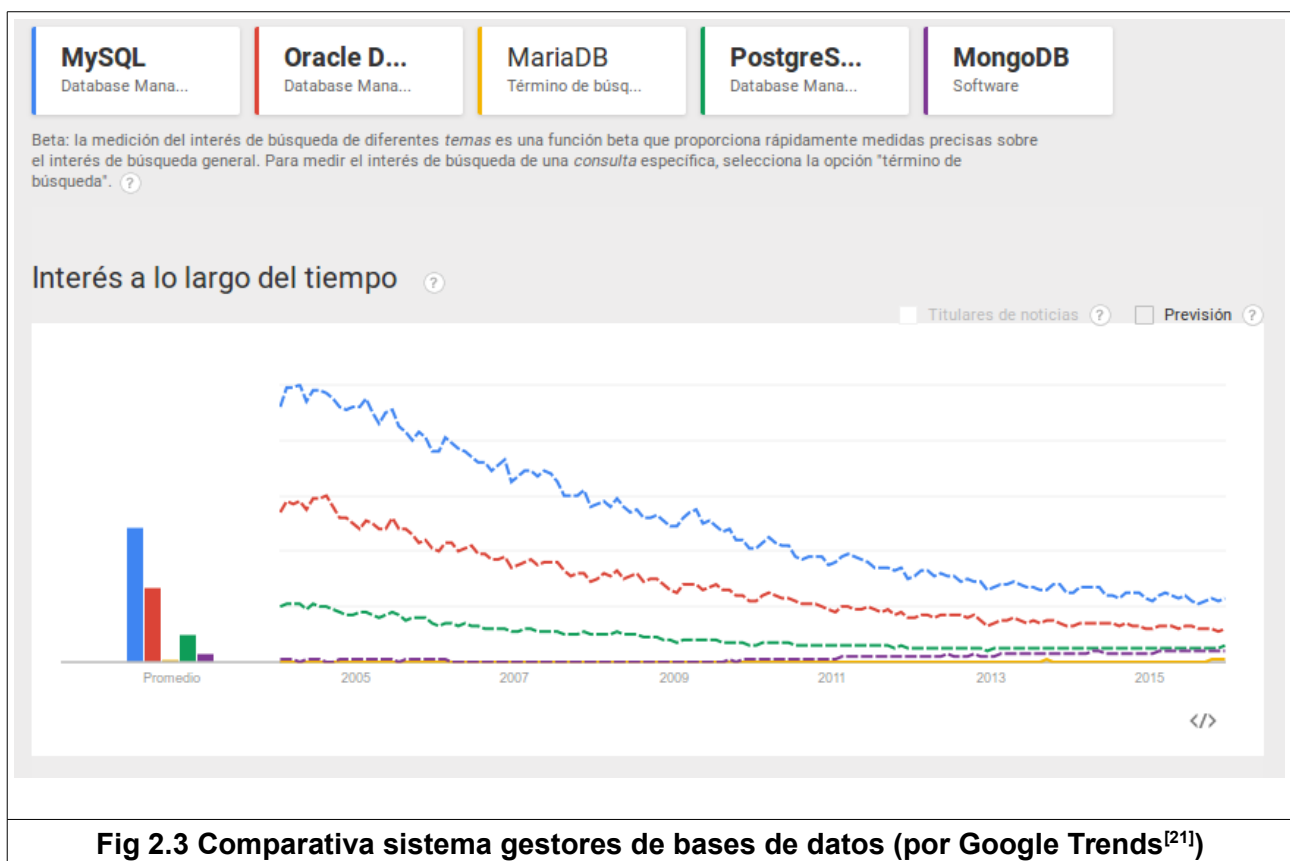 MySQL
Database Mana...
Oracle D...
Database Mana...
MariaDB
Término de búsq...
PostgreS...
Database Mana...
MongoDB
Software
Beta: la medición del interés de búsqueda de diferentes temas es una función beta que proporciona rápidamente medidas precisas sobre
el interés de búsqueda general. Para medir el interés de búsqueda de una consulta específica, selecciona la opción "término de
búsqueda". ?
Interés a lo largo del tiempo ?
Titulares de noticias ? Previsión ?
Promedio 2005 2007 2009 2011 2013 2015
</>
Fig 2.3 Comparativa sistema gestores de bases de datos (por Google Trends[21])